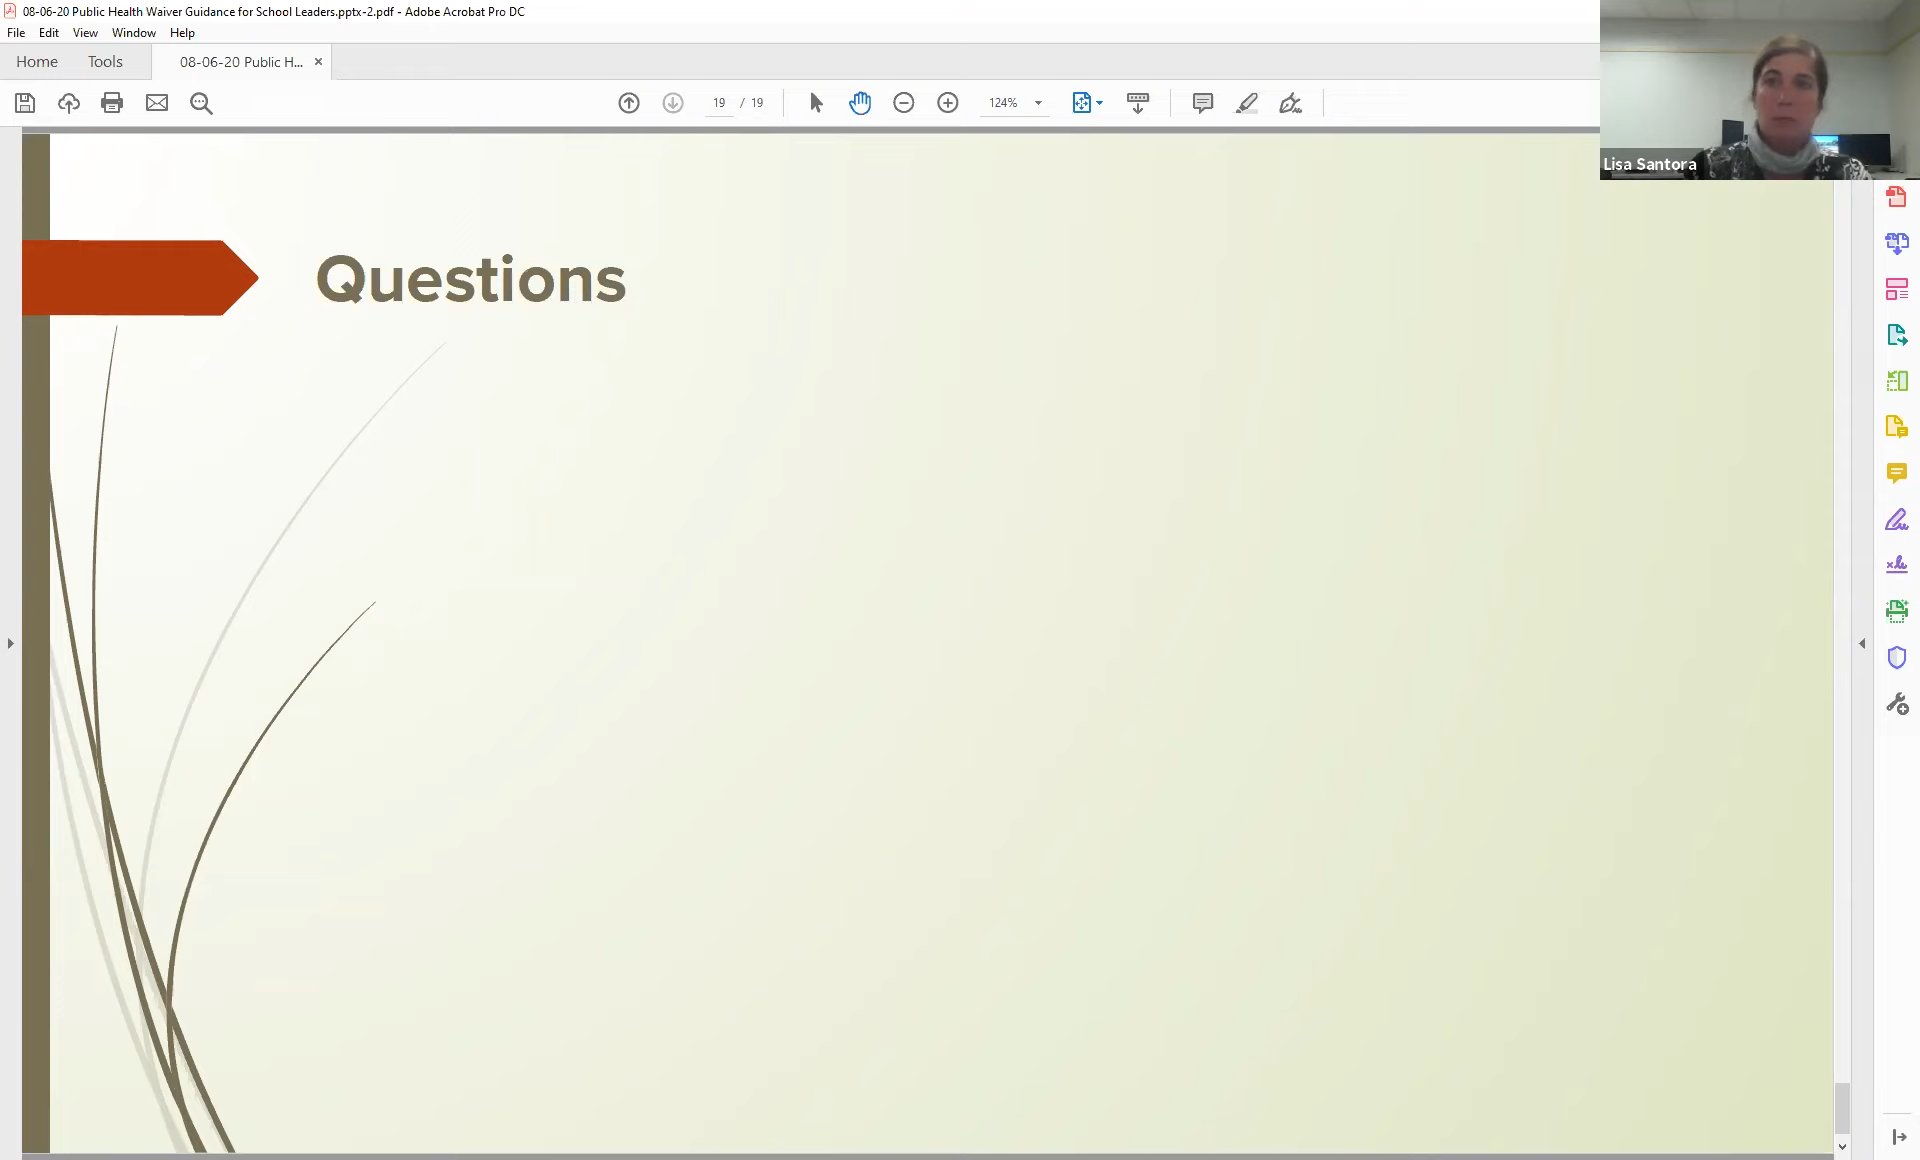 08-06-20 Public Health Waiver Guidance for School Leaders.pptx-2.pdf - Adobe Acrobat Pro DC
File Edit View Window Help
Home Tools 08-06-20 Public H... ×
19 / 19 124%
Lisa Santora
Questions